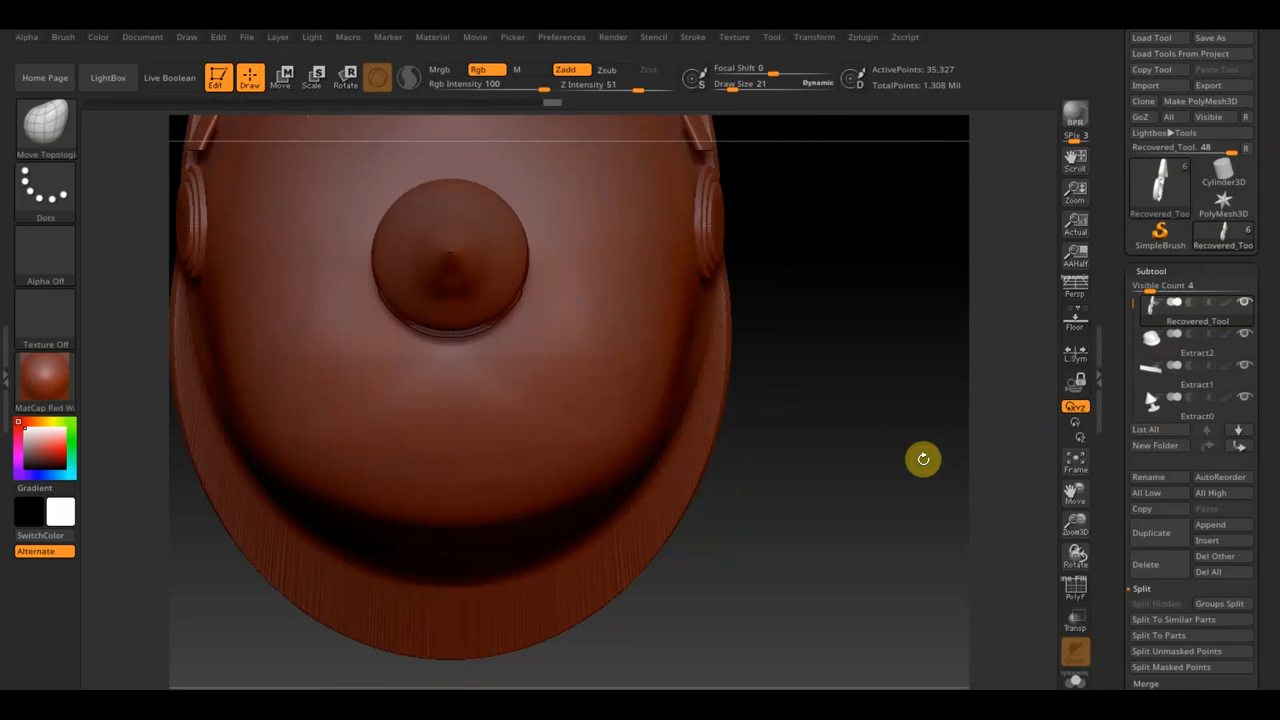 Alpha Brush Color Document Draw Edit File Layer Light Macro Marker Material Movie Picker Preferences Render Stencil Stroke Texture Tool Transform Zplugin Zscript
Home Page LightBox Live Boolean Edit Draw Move Scale Rotate
Mrgb Rgb M Zadd Zsub Zcut
Rgb Intensity 100 Z Intensity 51
Focal Shift 0
Draw Size 21 Dynamic
S D
ActivePoints: 35,327
TotalPoints: 1.308 Mil
Move Topologi
Dots
Alpha Off
Texture Off
MatCap Red W
Gradient
SwitchColor
Alternate
BPR
SPix 3
Scroll
Zoom
Actual
AAHalf
Persp
Floor
L.Sym
XYZ
Frame
Move
Zoom3D
Rotate
PolyF
Transp
Load Tool Save As
Load Tools From Project
Copy Tool Paste Tool
Import Export
Clone Make PolyMesh3D
GoZ All Visible R
Lightbox▶Tools
Recovered_Tool. 48 R
6
Recovered_Too Cylinder3D
PolyMesh3D
6
SimpleBrush Recovered_Too
Subtool
Visible Count 4
Recovered_Tool
Extract2
Extract1
Extract0
List All
New Folder
Rename AutoReorder
All Low All High
Copy Paste
Duplicate Append
Insert
Delete Del Other
Del All
Split
Split Hidden Groups Split
Split To Similar Parts
Split To Parts
Split Unmasked Points
Split Masked Points
Merge